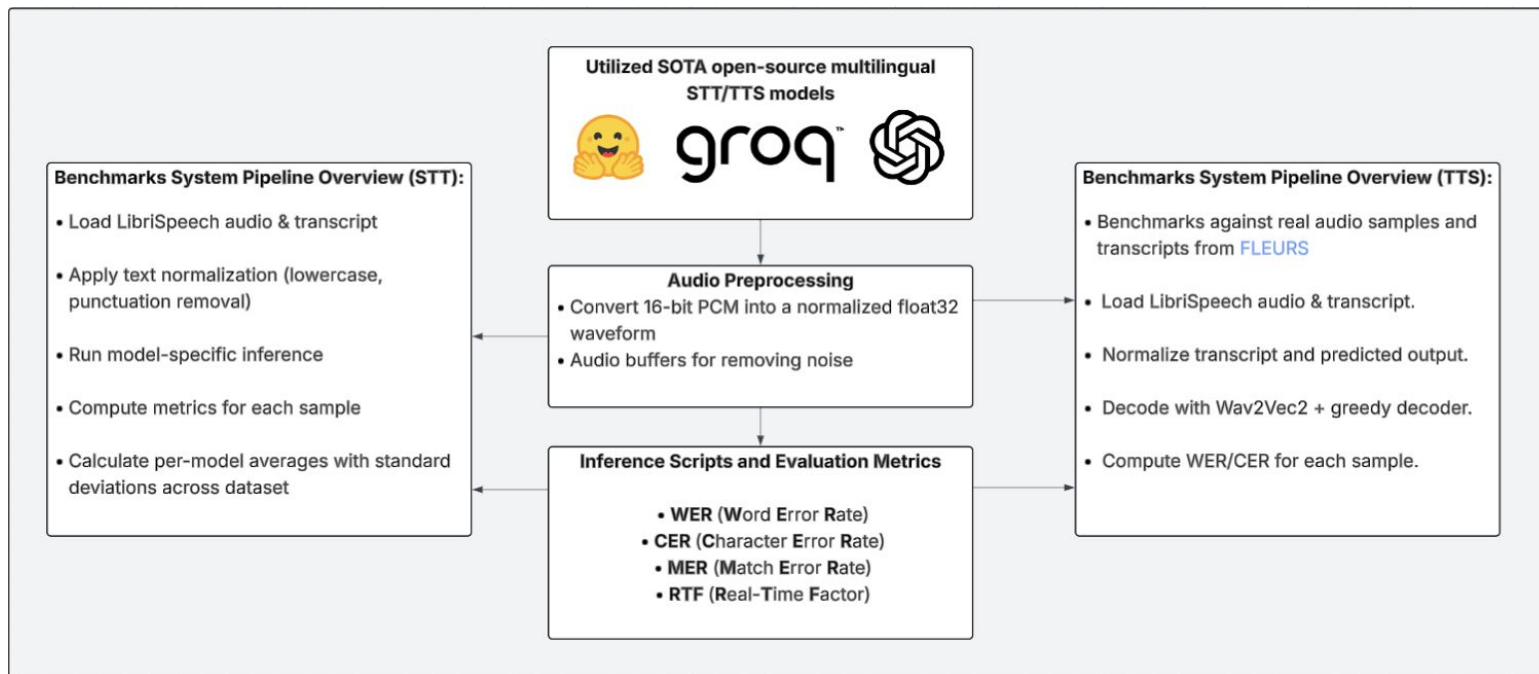 Utilized SOTA open-source multilingual
STT/TTS models
groq™
Benchmarks System Pipeline Overview (STT):
• Load LibriSpeech audio & transcript
• Apply text normalization (lowercase,
punctuation removal)
• Run model-specific inference
• Compute metrics for each sample
• Calculate per-model averages with standard
deviations across dataset
Audio Preprocessing
• Convert 16-bit PCM into a normalized float32
waveform
• Audio buffers for removing noise
Inference Scripts and Evaluation Metrics
• WER (Word Error Rate)
• CER (Character Error Rate)
• MER (Match Error Rate)
• RTF (Real-Time Factor)
Benchmarks System Pipeline Overview (TTS):
• Benchmarks against real audio samples and
transcripts from FLEURS
• Load LibriSpeech audio & transcript.
• Normalize transcript and predicted output.
• Decode with Wav2Vec2 + greedy decoder.
• Compute WER/CER for each sample.